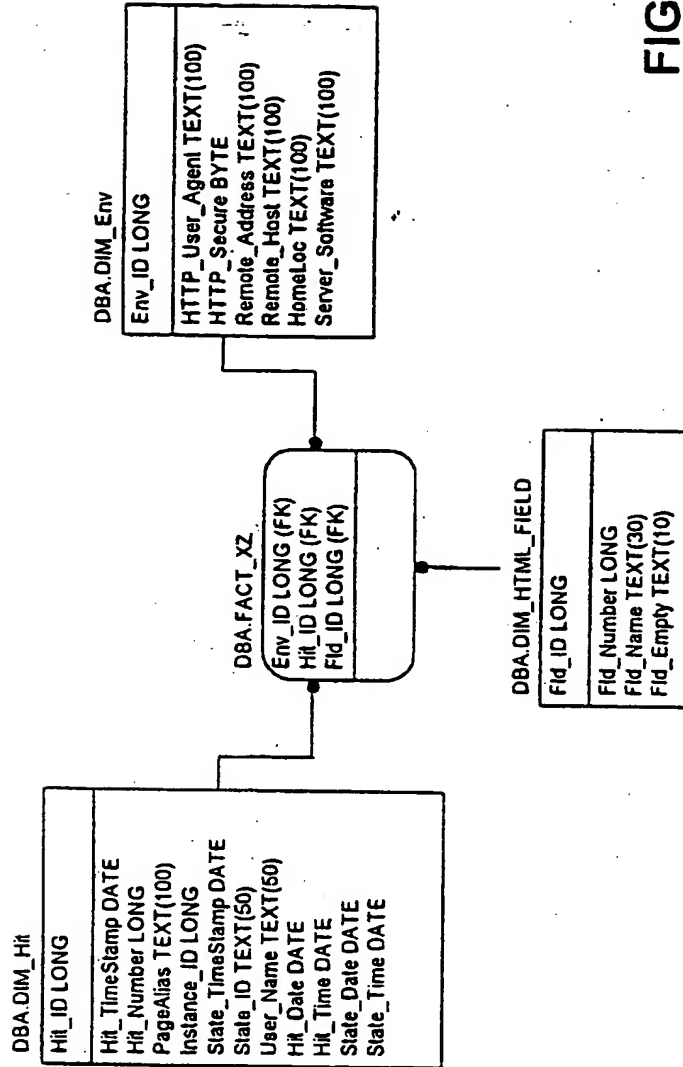 DBA.DIM_Hit
Hit_ID LONG
Hit_TimeStamp DATE
Hit_Number LONG
PageAlias TEXT(100)
Instance_ID LONG
State_TimeStamp DATE
State_ID TEXT(50)
User_Name TEXT(50)
Hit_Date DATE
Hit_Time DATE
State_Date DATE
State_Time DATE
DBA.FACT_XZ
Env_ID LONG (FK)
Hit_ID LONG (FK)
Fld_ID LONG (FK)
DBA.DIM_Env
Env_ID LONG
HTTP_User_Agent TEXT(100)
HTTP_Secure BYTE
Remote_Address TEXT(100)
Remote_Host TEXT(100)
HomeLoc TEXT(100)
Server_Software TEXT(100)
DBA.DIM_HTML_FIELD
Fld_ID LONG
Fld_Number LONG
Fld_Name TEXT(30)
Fld_Empty TEXT(10)
FIG